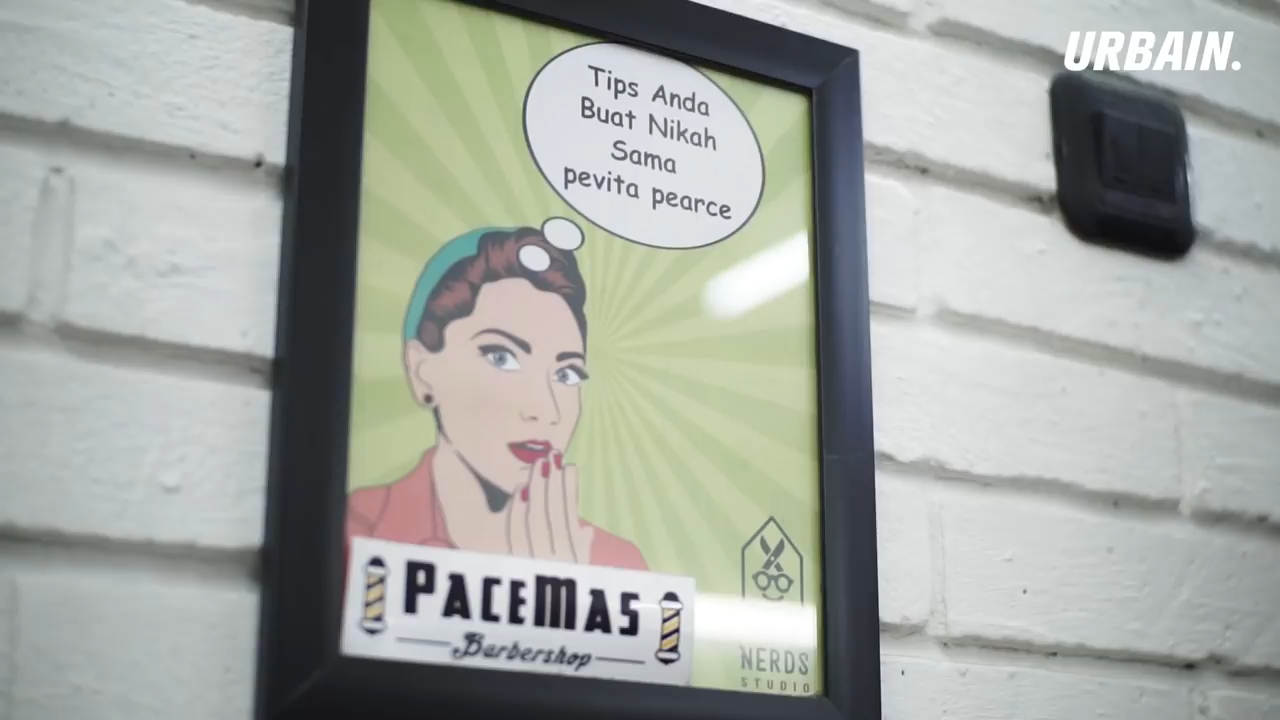 URBAIN.
Tips Anda
Buat Nikah
Sama
pevita pearce
PACEMAS
Barbershop
NERDS
STUDIO